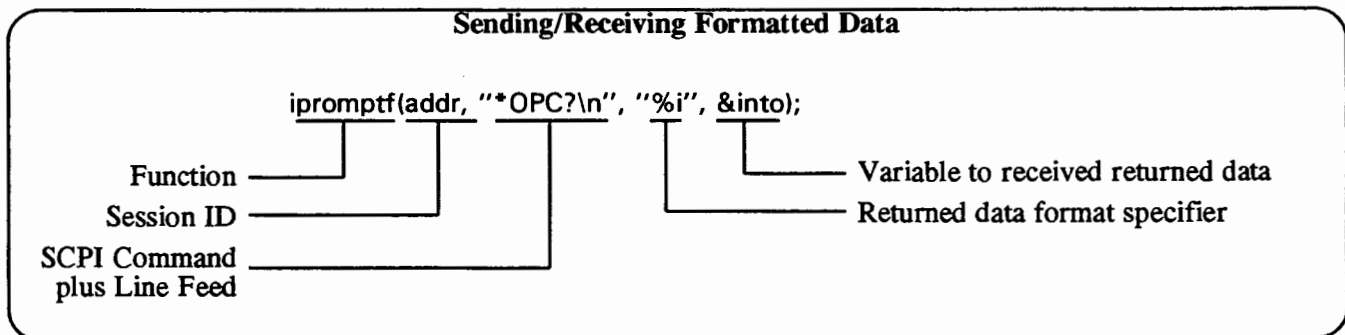 Sending/Receiving Formatted Data
ipromptf(addr, "*OPC?\n", "%i", &into);
Function
Session ID
SCPI Command
plus Line Feed
Variable to received returned data
Returned data format specifier